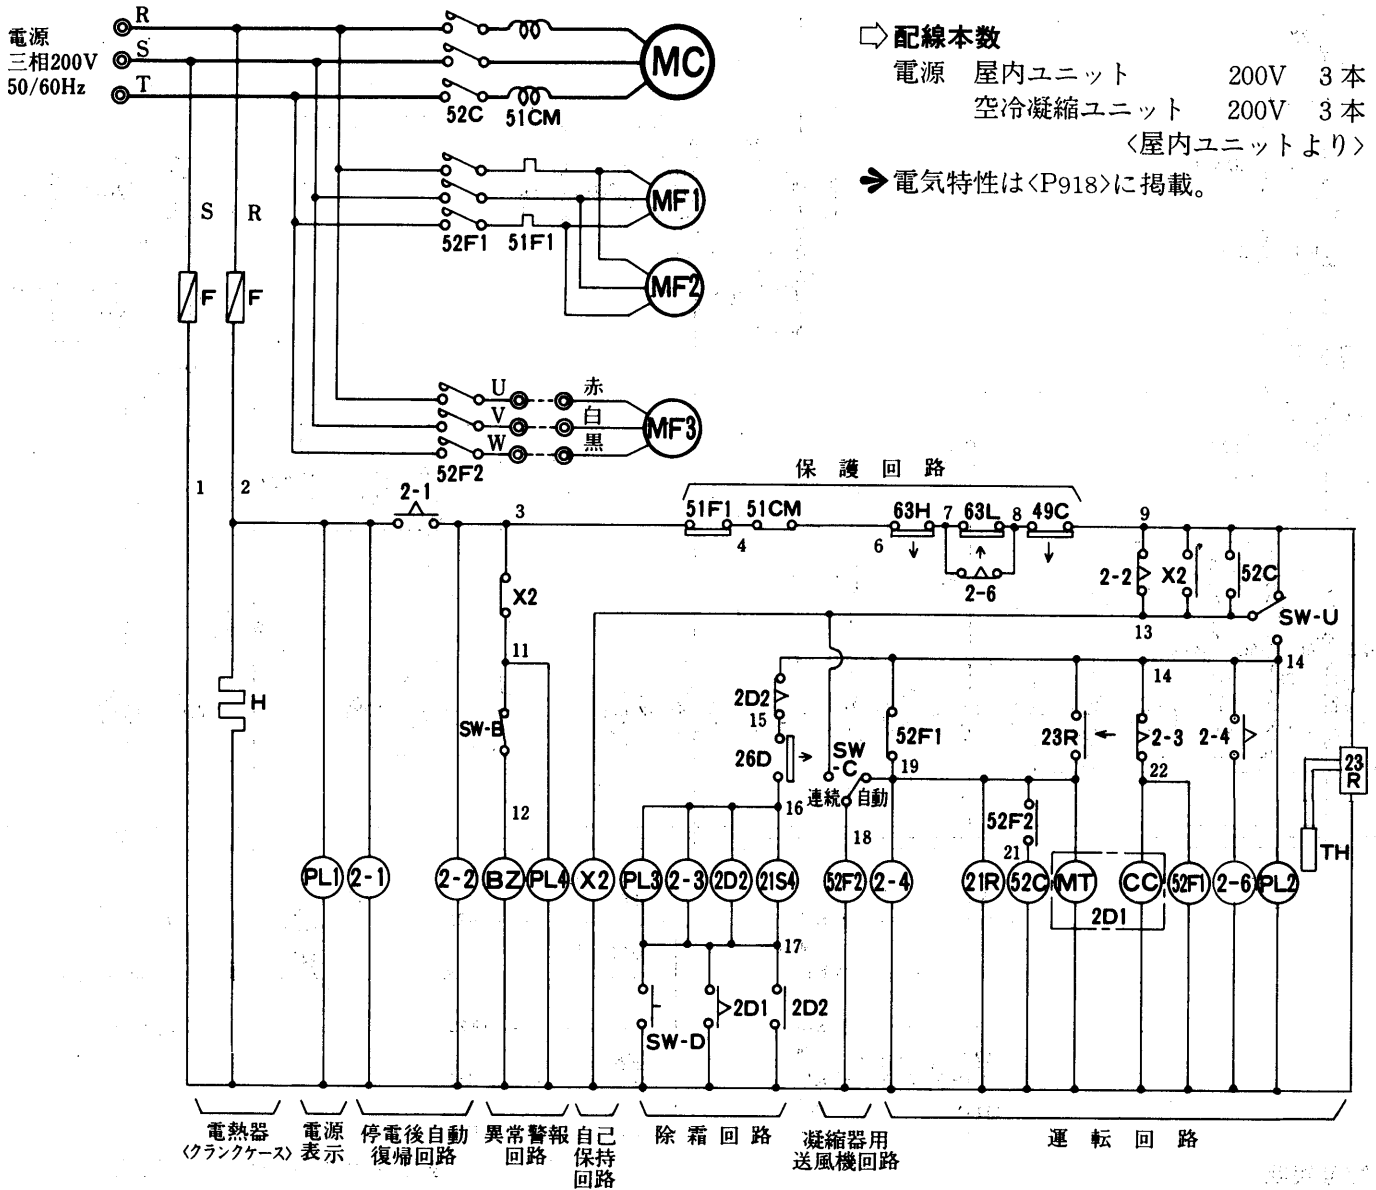 電源
三相200V
50/60Hz
R
S
T
52C
51CM
MC
⇨配線本数
電源 屋内ユニット 200V 3本
空冷凝縮ユニット 200V 3本
〈屋内ユニットより〉
➔電気特性は〈P918〉に掲載。
52F1
51F1
MF1
MF2
S
R
F
F
U
V
W
赤
白
黒
52F2
MF3
1
2
保護回路
2-1
3
51F1
51CM
4
6
63H
7
63L
8
49C
9
2-6
X2
2-2
X2
52C
SW-U
13
11
14
14
H
SW-B
2D2
15
26D
52F1
SW
-C
19
連続
自動
23R
2-3
2-4
22
23
R
12
16
18
52F2
21
TH
PL1
2-1
2-2
BZ
PL4
X2
PL3
2-3
2D2
21S4
52F2
2-4
21R
52C
MT
CC
52F1
2-6
PL2
2D1
17
SW-D
2D1
2D2
電熱器
〈クランクケース〉
電源
表示
停電後自動
復帰回路
異常警報
回路
自己
保持
回路
除霜回路
凝縮器用
送風機回路
運転回路